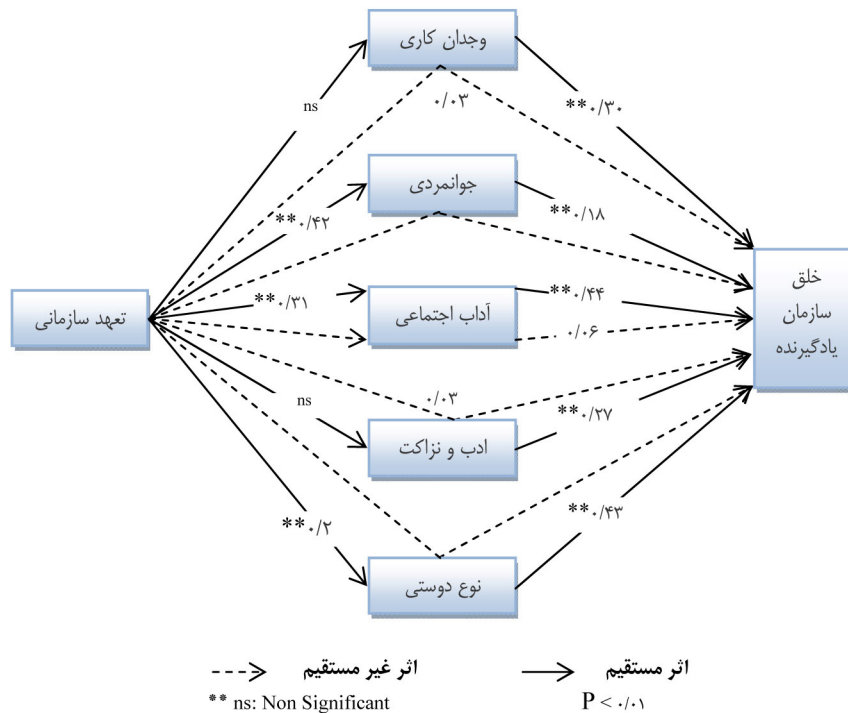 وجدان کاری
ns
۰/۰۳
**۰/۳۰
جوانمردی
**۰/۴۲
**۰/۱۸
خلق
سازمان
یادگیرنده
تعهد سازمانی
**۰/۳۱
آداب اجتماعی
**۰/۴۴
۰/۰۶
ns
۰/۰۳
ادب و نزاکت
**۰/۲۷
**۰/۲
**۰/۴۳
نوع دوستی
اثر مستقیم
اثر غیر مستقیم
** ns: Non Significant
P < ۰/۰۱